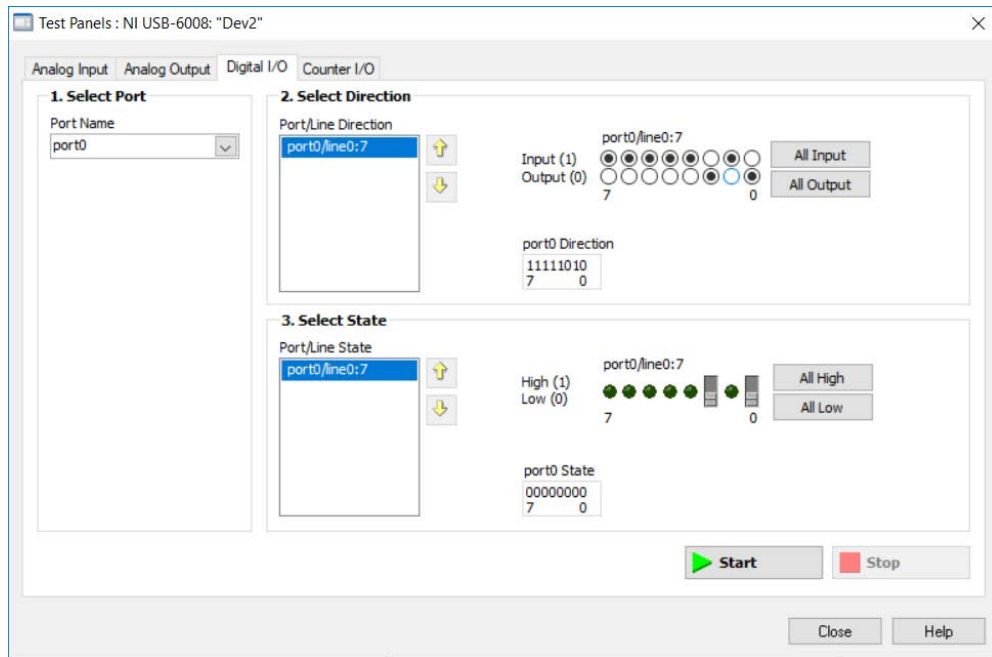 Test Panels : NI USB-6008: "Dev2"
Analog Input Analog Output Digital I/O Counter I/O
1. Select Port
Port Name
port0
2. Select Direction
Port/Line Direction
port0/line0:7
port0/line0:7
Input (1)
Output (0)
7 0
All Input
All Output
port0 Direction
11111010
7 0
3. Select State
Port/Line State
port0/line0:7
port0/line0:7
High (1)
Low (0)
7 0
All High
All Low
port0 State
00000000
7 0
Start Stop
Close Help